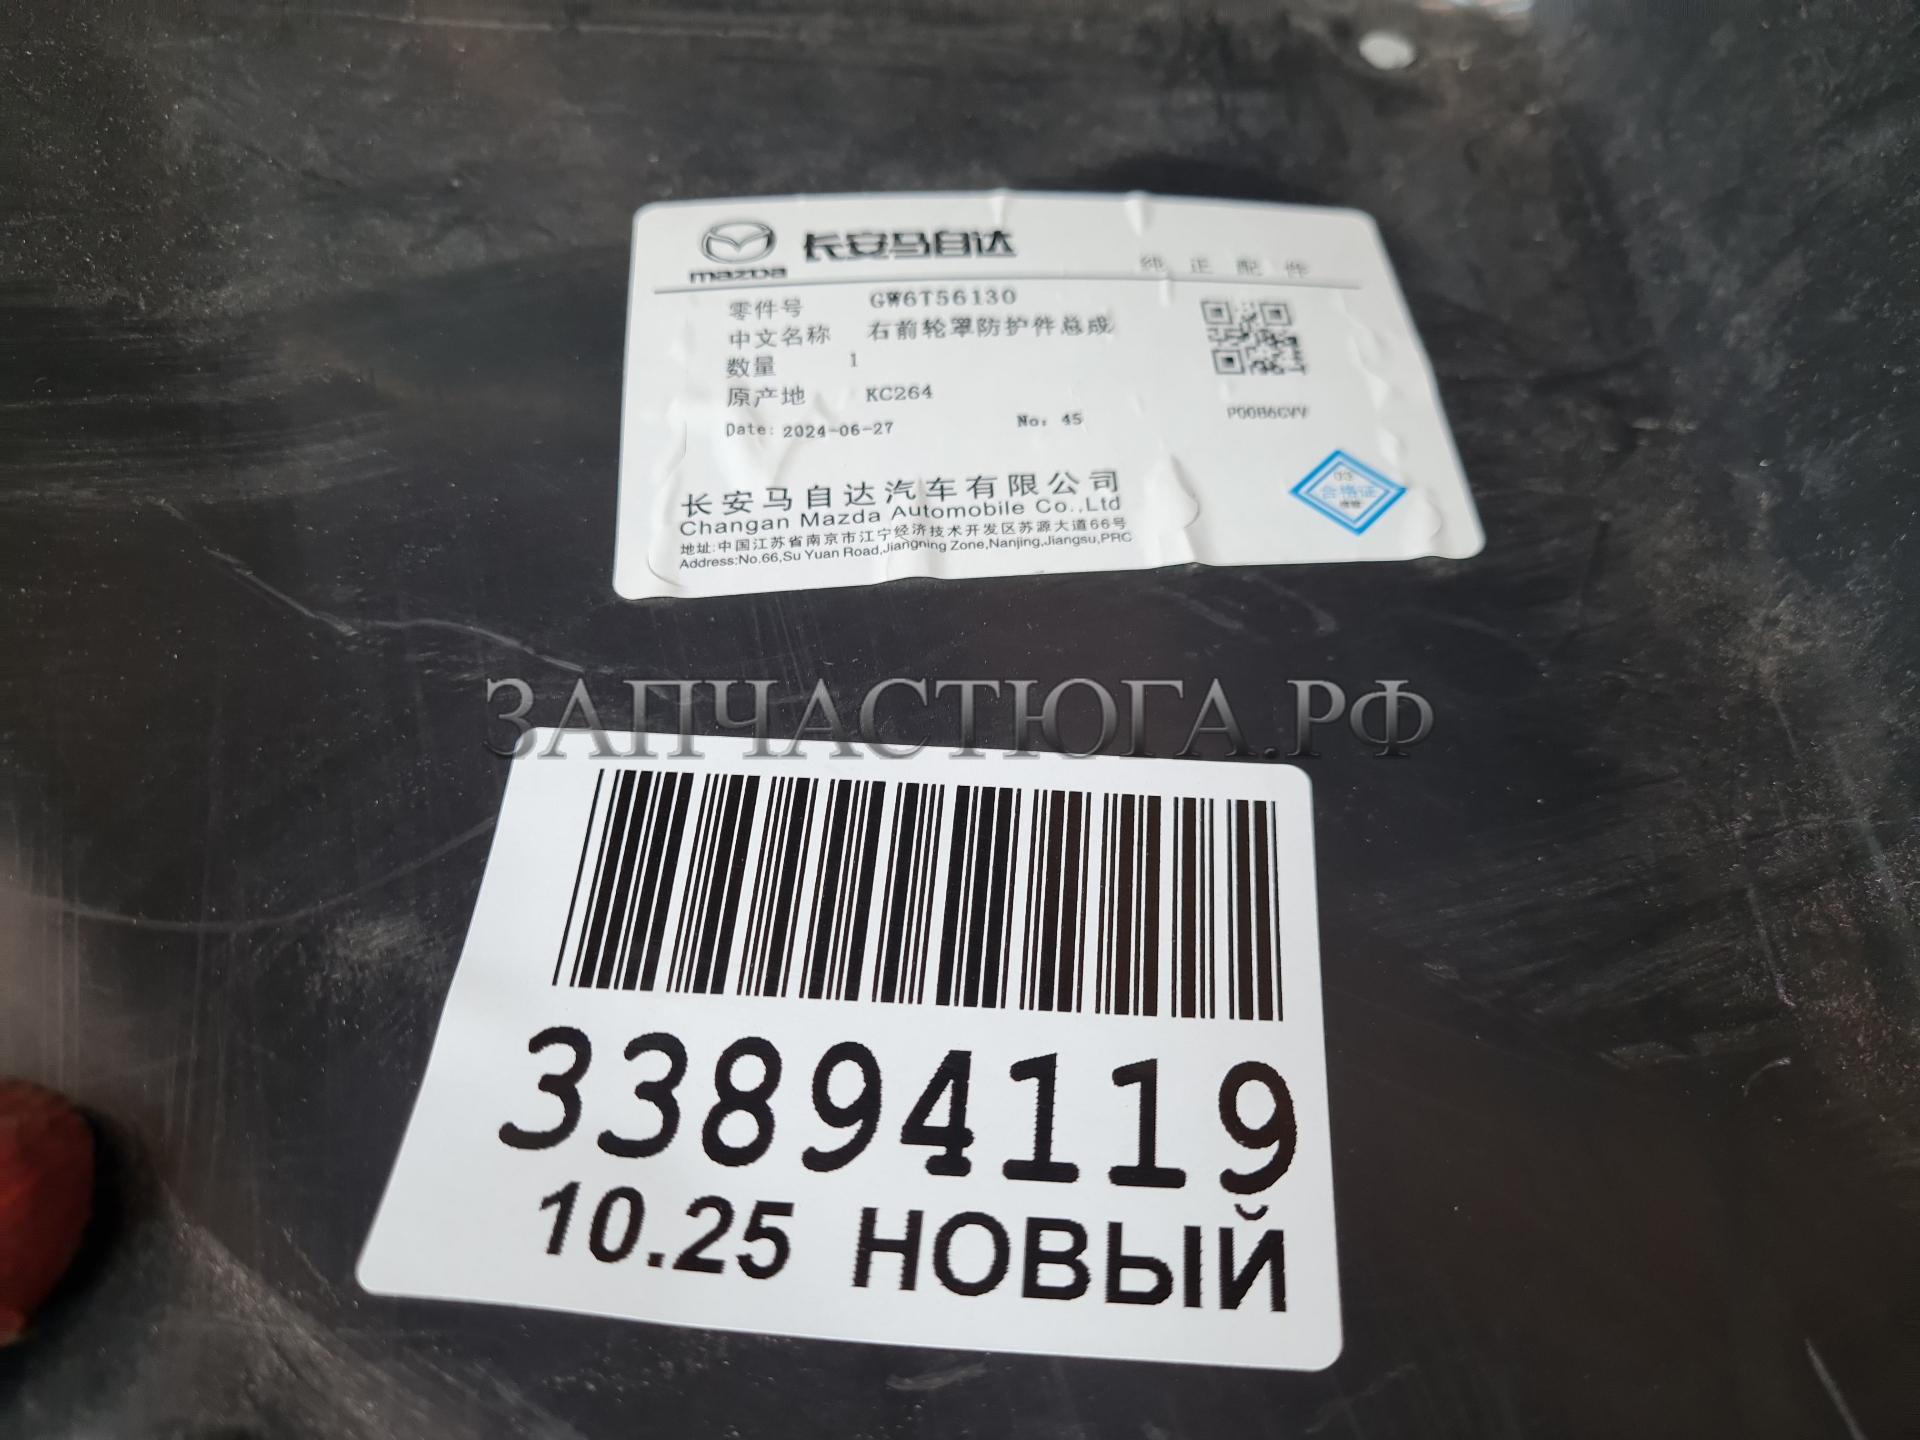 mazda
长安马自达
纯正配件
零件号 GW6T56130
中文名称 右前轮罩防护件总成
数量 1
原产地 KC264
Date: 2024-06-27 No: 45
P00B6GVV
合格证
长安马自达汽车有限公司
Changan Mazda Automobile Co.,Ltd
地址:中国江苏省南京市江宁经济技术开发区苏源大道66号
Address:No.66,Su Yuan Road,Jiangning Zone,Nanjing,Jiangsu,PRC
ЗАПЧАСТЮГА.РФ
33894119
10.25 НОВЫЙ